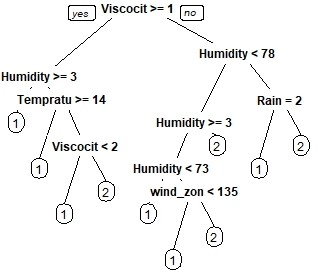 yes Viscocit >= 1 no
Humidity < 78
Humidity >= 3
Tempratu >= 14 Rain = 2
1 Humidity >= 3
Viscocit < 2 2
1 Humidity < 73 1 2
wind_zon < 135
2
1 1
2
1